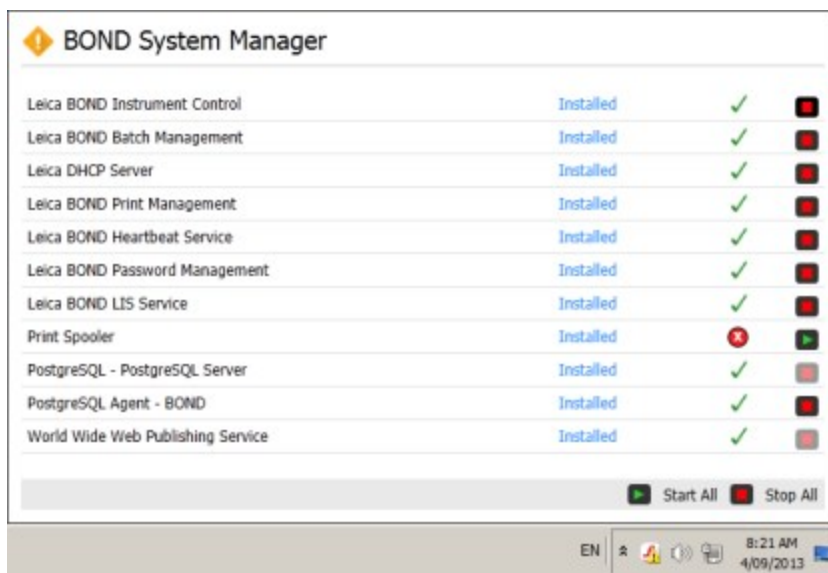 BOND System Manager
Leica BOND Instrument Control Installed
Leica BOND Batch Management Installed
Leica DHCP Server Installed
Leica BOND Print Management Installed
Leica BOND Heartbeat Service Installed
Leica BOND Password Management Installed
Leica BOND LIS Service Installed
Print Spooler Installed
PostgreSQL - PostgreSQL Server Installed
PostgreSQL Agent - BOND Installed
World Wide Web Publishing Service Installed
Start All Stop All
EN 8:21 AM
4/09/2013